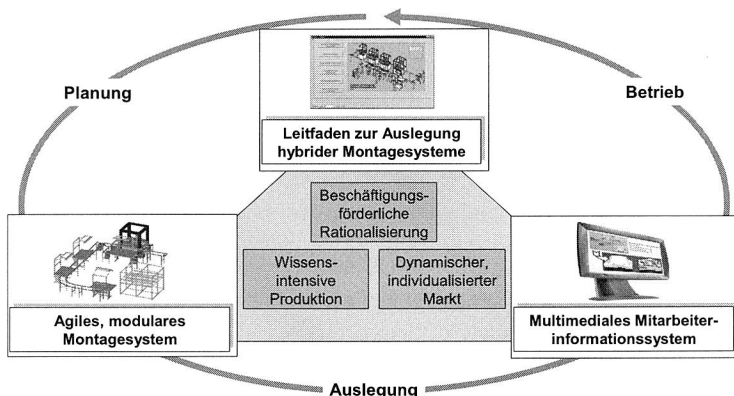 Planung
Betrieb
Leitfaden zur Auslegung
hybrider Montagesysteme
Beschäftigungs-
förderliche
Rationalisierung
Wissens-
intensive
Produktion
Dynamischer,
individualisierter
Markt
Agiles, modulares
Montagesystem
Multimediales Mitarbeiter-
informationssystem
Auslegung